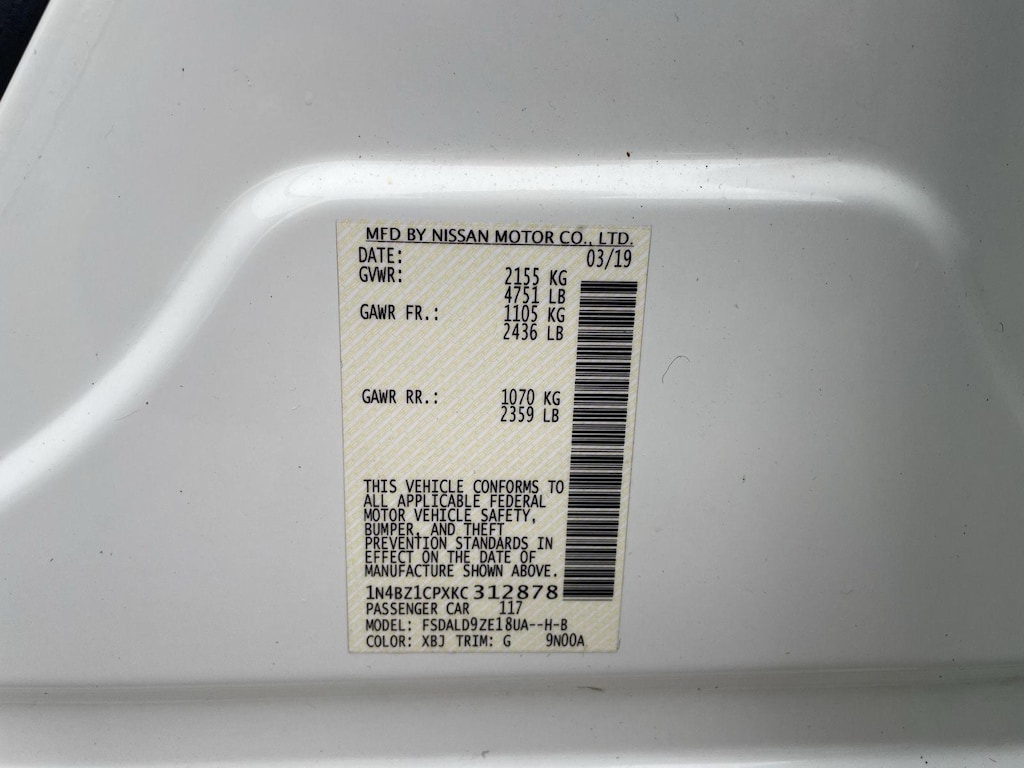 MFD BY NISSAN MOTOR CO., LTD.
DATE: 03/19
GVWR: 2155 KG
4751 LB
GAWR FR.: 1105 KG
2436 LB
GAWR RR.: 1070 KG
2359 LB
THIS VEHICLE CONFORMS TO
ALL APPLICABLE FEDERAL
MOTOR VEHICLE SAFETY,
BUMPER, AND THEFT
PREVENTION STANDARDS IN
EFFECT ON THE DATE OF
MANUFACTURE SHOWN ABOVE.
1N4BZ1CPXKC 312878
PASSENGER CAR 117
MODEL: FSDALD9ZE18UA--H-B
COLOR: XBJ TRIM: G 9N00A